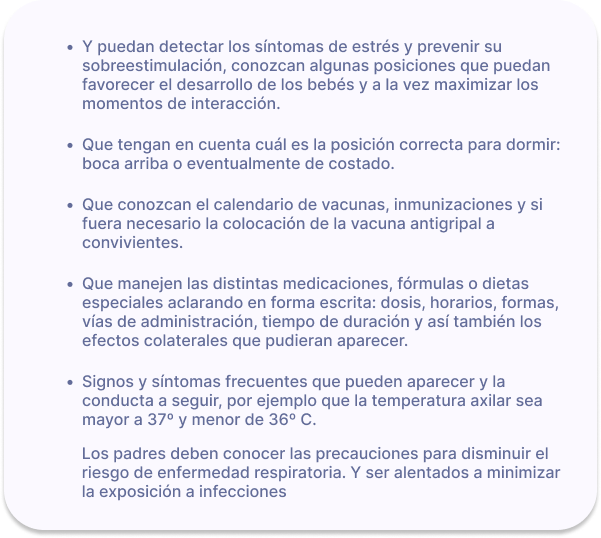 • Y puedan detectar los síntomas de estrés y prevenir su
sobreestimulación, conozcan algunas posiciones que puedan
favorecer el desarrollo de los bebés y a la vez maximizar los
momentos de interacción.
• Que tengan en cuenta cuál es la posición correcta para dormir:
boca arriba o eventualmente de costado.
• Que conozcan el calendario de vacunas, inmunizaciones y si
fuera necesario la colocación de la vacuna antigripal a
convivientes.
• Que manejen las distintas medicaciones, fórmulas o dietas
especiales aclarando en forma escrita: dosis, horarios, formas,
vías de administración, tiempo de duración y así también los
efectos colaterales que pudieran aparecer.
• Signos y síntomas frecuentes que pueden aparecer y la
conducta a seguir, por ejemplo que la temperatura axilar sea
mayor a 37º y menor de 36º C.
Los padres deben conocer las precauciones para disminuir el
riesgo de enfermedad respiratoria. Y ser alentados a minimizar
la exposición a infecciones